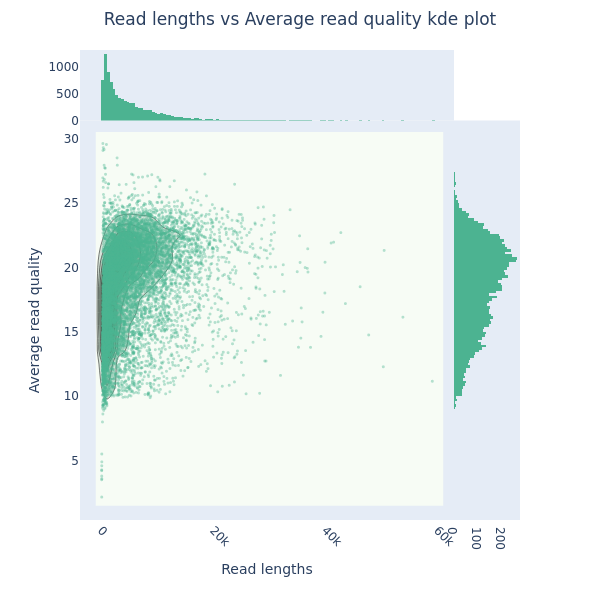 Read lengths vs Average read quality kde plot
1000
500
0
30
25
20
15
10
5
Average read quality
0
20k
40k
60k
0
100
200
Read lengths